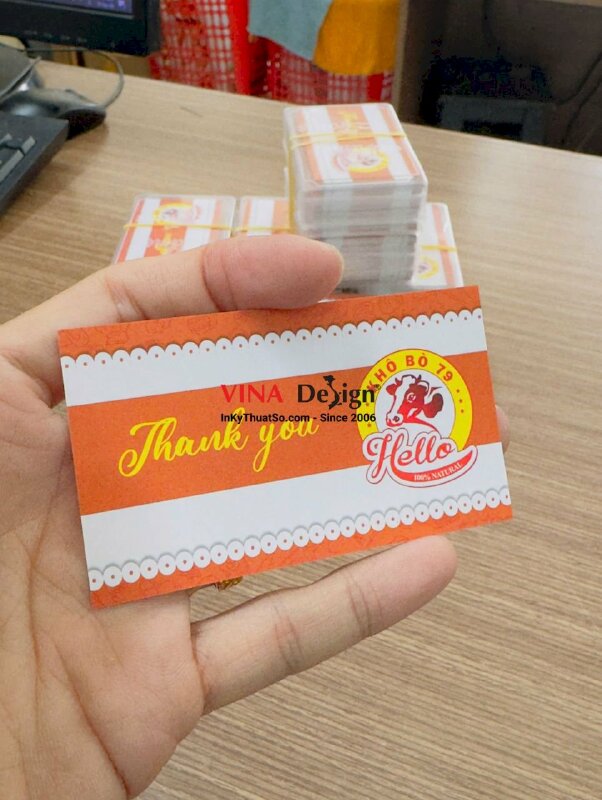 VINA Design
InKyThuatSo.com - Since 2006
Thank you
KHÔ BÒ 79
Hello
100% NATURAL